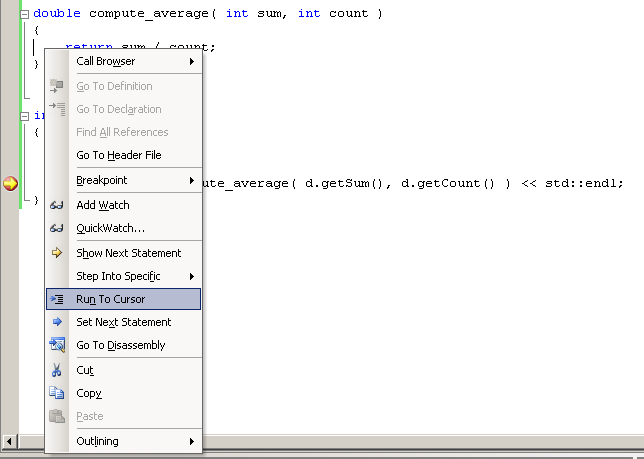 double compute_average( int sum, int count )
{
return sum / count;
}
{
ute_average( d.getSum(), d.getCount() ) << std::endl;
}
Call Browser
Go To Definition
Go To Declaration
Find All References
Go To Header File
Breakpoint
Add Watch
QuickWatch...
Show Next Statement
Step Into Specific
Run To Cursor
Set Next Statement
Go To Disassembly
Cut
Copy
Paste
Outlining